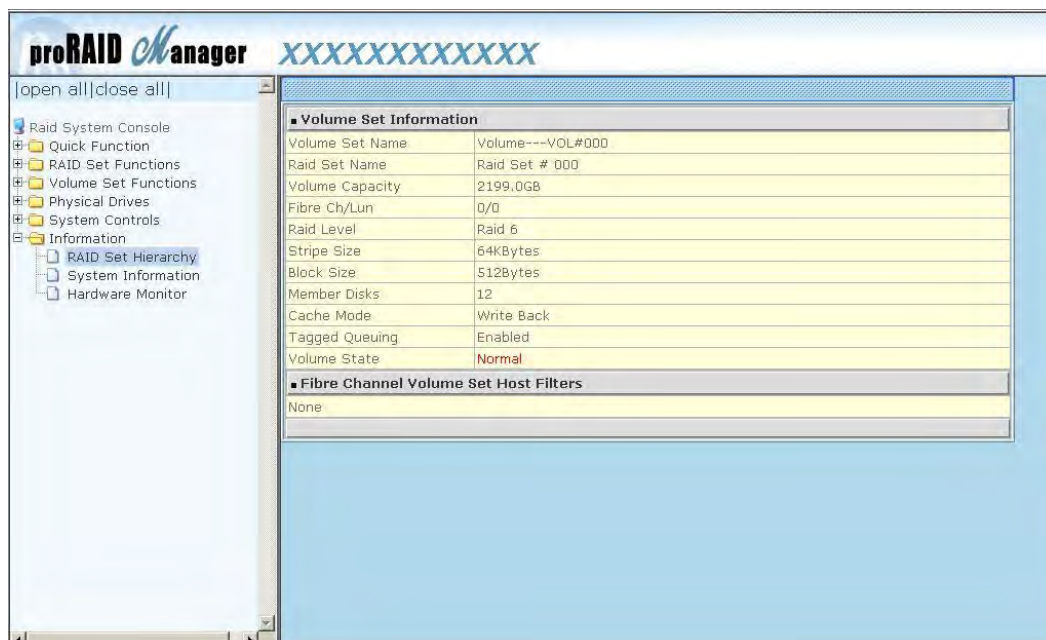 proRAID Manager XXXXXXXXXXXX
|open all|close all|
Raid System Console
Quick Function
RAID Set Functions
Volume Set Functions
Physical Drives
System Controls
Information
RAID Set Hierarchy
System Information
Hardware Monitor
Volume Set Information
Volume Set Name Volume---VOL#000
Raid Set Name Raid Set # 000
Volume Capacity 2199.0GB
Fibre Ch/Lun 0/0
Raid Level Raid 6
Stripe Size 64KBytes
Block Size 512Bytes
Member Disks 12
Cache Mode Write Back
Tagged Queuing Enabled
Volume State Normal
Fibre Channel Volume Set Host Filters
None